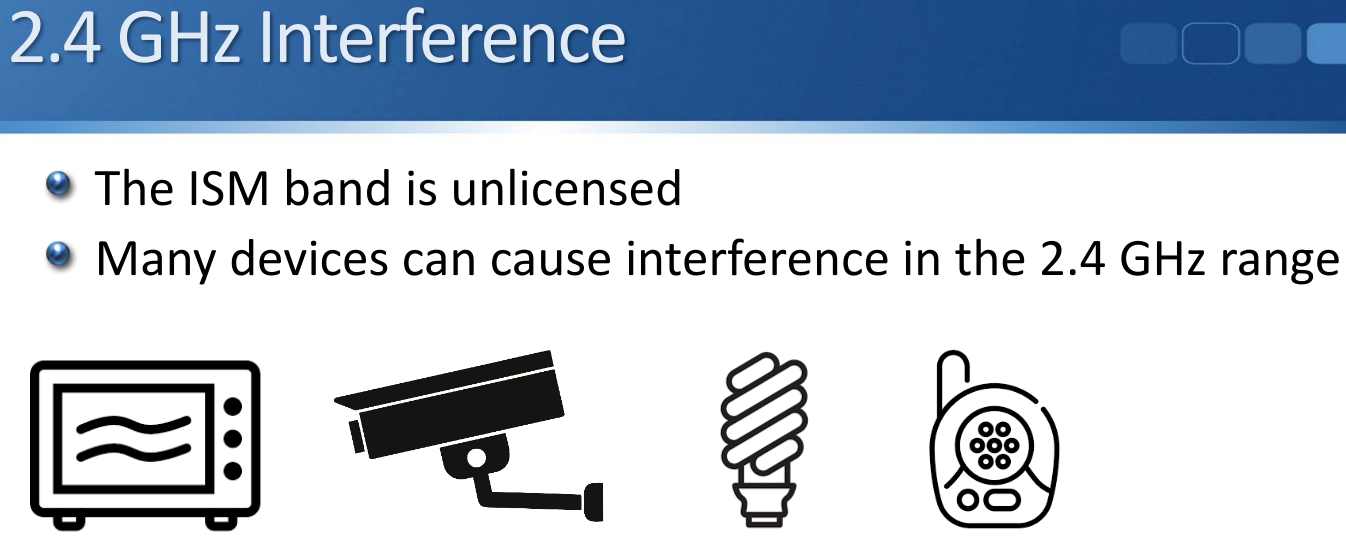 2.4 GHz Interference
The ISM band is unlicensed
Many devices can cause interference in the 2.4 GHz range